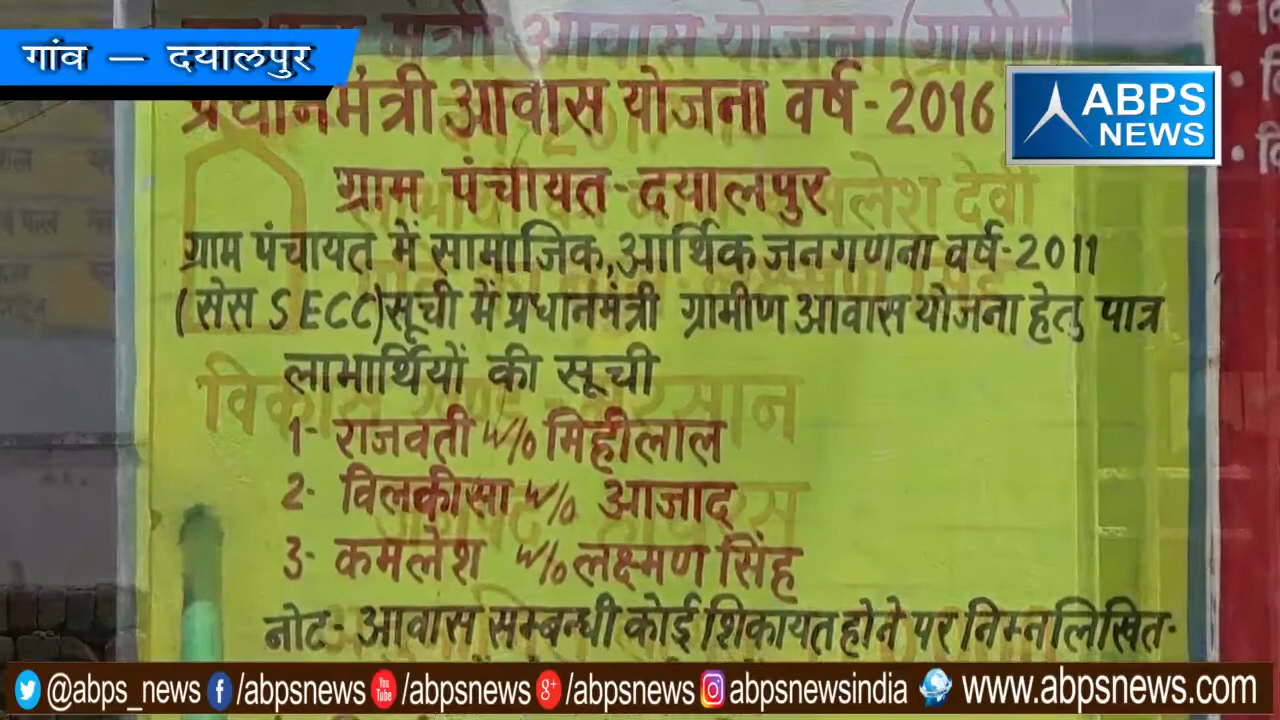 गांव — दयालपुर
ABPS
NEWS
मंत्री आवास योजना (ग्रामीण
प्रधानमंत्री आवास योजना वर्ष - 2016
ग्राम पंचायत - दयालपुर
ग्राम पंचायत में सामाजिक, आर्थिक जनगणना वर्ष - 2011
(सेस SECC) सूची में प्रधानमंत्री ग्रामीण आवास योजना हेतु पात्र
लाभार्थियों की सूची
1- राजवती W/o मिहीलाल
2- विलकीसा W/o आजाद
3- कमलेश W/o लक्ष्मण सिंह
नोट- आवास सम्बन्धी कोई शिकायत होने पर निम्नलिखित-
@abps_news /abpsnews /abpsnews /abpsnews abpsnewsindia www.abpsnews.com